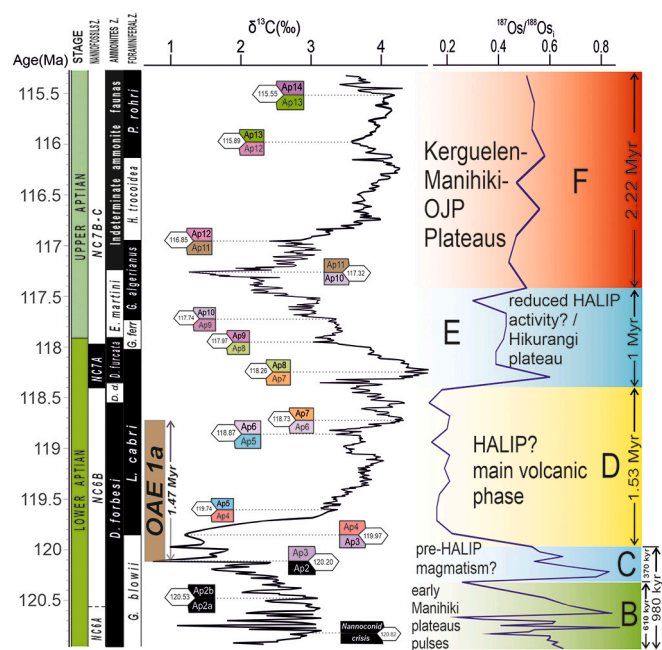 δ¹³C(‰)
¹⁸⁷Os/¹⁸⁸Osᵢ
STAGE
NANNOFOSSILS Z.
AMMONITES Z.
FORAMINIFERAL Z.
Age(Ma)
1 2 3 4
0.2 0.4 0.6 0.8
115.5
116
116.5
117
117.5
118
118.5
119
119.5
120
120.5
UPPER APTIAN
LOWER APTIAN
NC7B-C
NC7A
NC6B
NC6A
Indeterminate ammonite faunas
E. martini
D. furcata
D. d.
D. forbesi
P. rohri
H. trocoidea
G. algerianus
G. ferr
L. cabri
G. blowii
OAE 1a
1.47 Myr
115.55
Ap14
Ap13
115.89
Ap13
Ap12
116.85
Ap12
Ap11
Ap11
Ap10
117.32
117.74
Ap10
Ap9
117.97
Ap9
Ap8
118.26
Ap8
Ap7
118.73
Ap7
Ap6
118.87
Ap6
Ap5
119.74
Ap5
Ap4
Ap4
Ap3
119.97
Ap3
Ap2
120.20
120.53
Ap2b
Ap2a
Nannoconid
crisis
120.82
Kerguelen-
Manihiki-
OJP
Plateaus
F
2.22 Myr
reduced HALIP
activity? /
Hikurangi
plateau
E
1 Myr
HALIP?
main volcanic
phase
D
1.53 Myr
pre-HALIP
magmatism?
C
370 kyr
early
Manihiki
plateaus
pulses
B
610 kyr
980 kyr